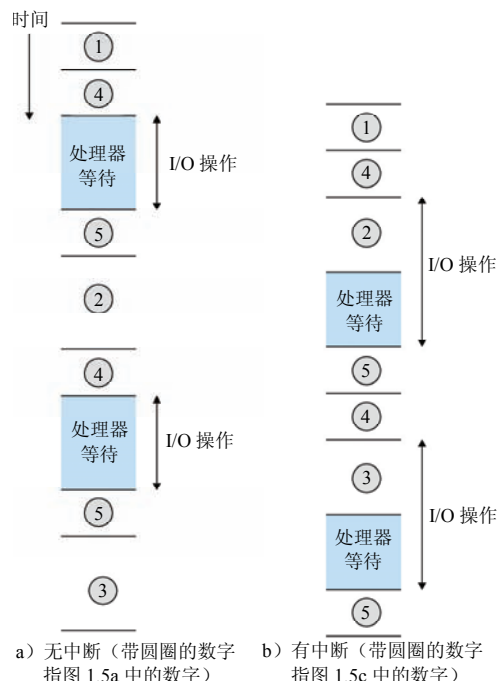 时间
①
④
处理器
等待
I/O 操作
⑤
②
④
处理器
等待
I/O 操作
⑤
③
a）无中断（带圆圈的数字
指图 1.5a 中的数字）
①
④
②
I/O 操作
处理器
等待
⑤
④
③
I/O 操作
处理器
等待
⑤
b）有中断（带圆圈的数字
指图 1.5c 中的数字）